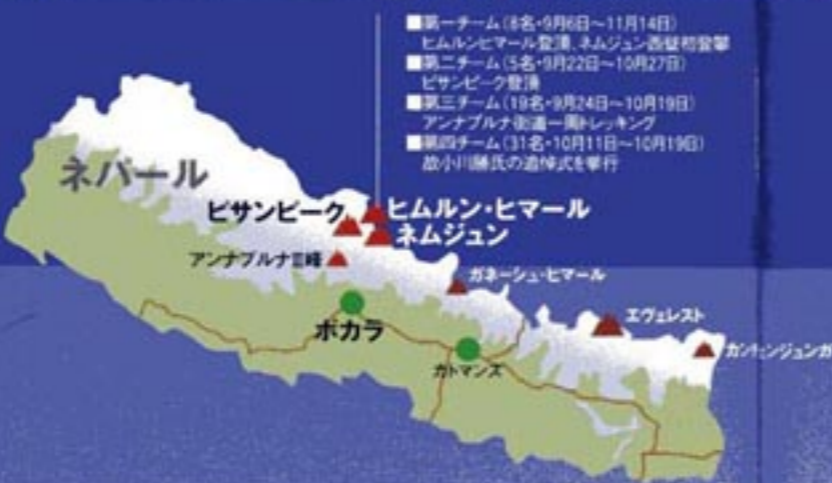 ■第一チーム(8名・9月6日〜11月14日)
ヒムルンヒマール登頂、ネムジュン西壁初登攀
■第二チーム(5名・9月22日〜10月27日)
ピサンピーク登頂
■第三チーム(19名・9月24日〜10月19日)
アンナプルナ街道一周トレッキング
■第四チーム(31名・10月11日〜10月19日)
故小川勝氏の追悼式を挙行
ネパール
ピサンピーク
ヒムルン・ヒマール
ネムジュン
アンナプルナⅢ峰
ガネーシュ・ヒマール
ポカラ
エヴェレスト
カンチェンジュンガ
カトマンズ